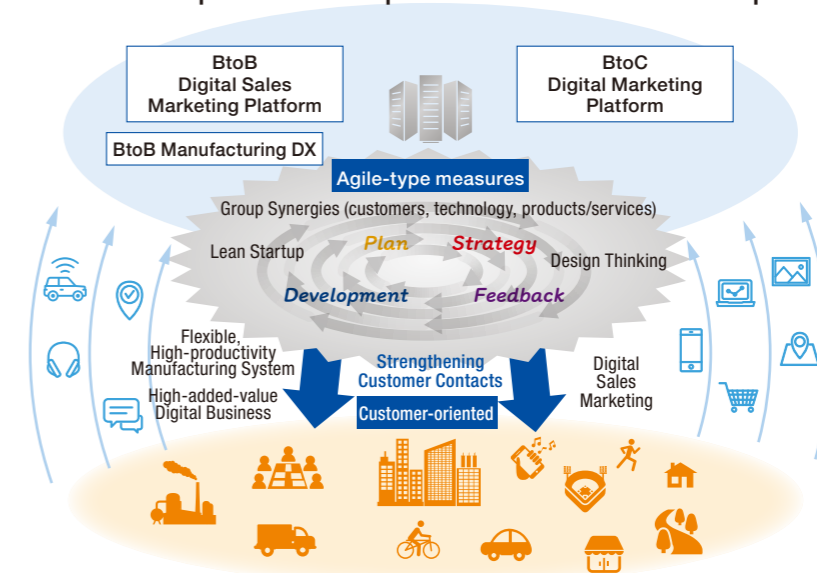 BtoB
Digital Sales
Marketing Platform
BtoC
Digital Marketing
Platform
BtoB Manufacturing DX
Agile-type measures
Group Synergies (customers, technology, products/services)
Lean Startup
Plan
Strategy
Design Thinking
Development
Feedback
Flexible,
High-productivity
Manufacturing System
High-added-value
Digital Business
Strengthening
Customer Contacts
Customer-oriented
Digital
Sales
Marketing